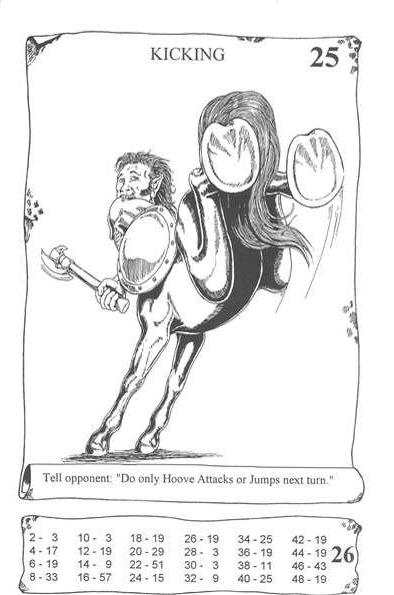 KICKING 25
Tell opponent: "Do only Hoove Attacks or Jumps next turn."
2 - 3 10 - 3 18 - 19 26 - 19 34 - 25 42 - 19
4 - 17 12 - 19 20 - 29 28 - 3 36 - 19 44 - 19 26
6 - 19 14 - 9 22 - 51 30 - 3 38 - 11 46 - 43
8 - 33 16 - 57 24 - 15 32 - 9 40 - 25 48 - 19